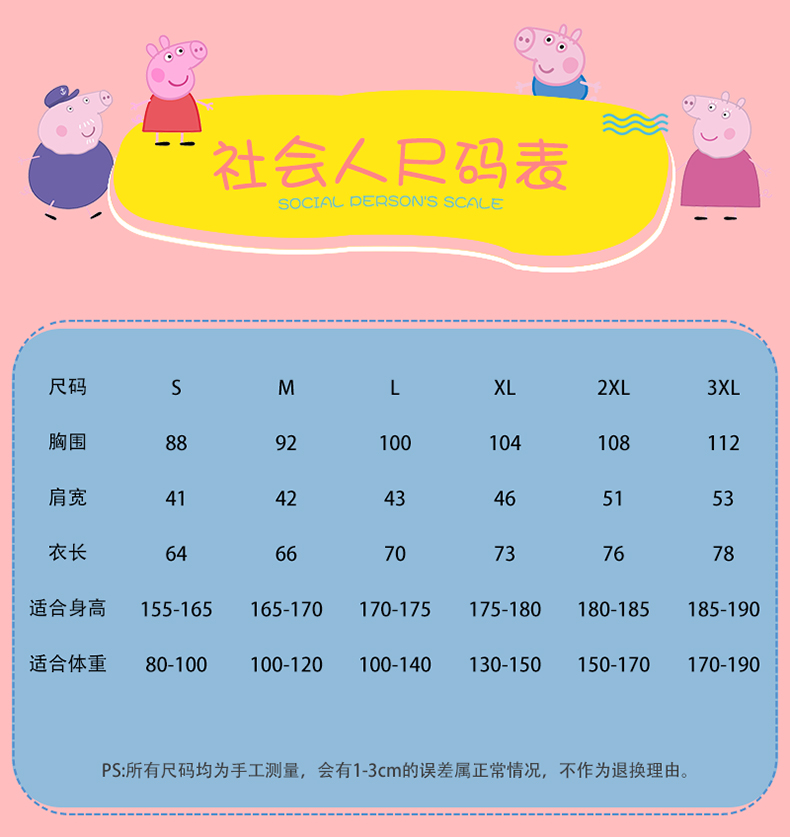 社会人尺码表
SOCIAL PERSON'S SCALE
尺码 S M L XL 2XL 3XL
胸围 88 92 100 104 108 112
肩宽 41 42 43 46 51 53
衣长 64 66 70 73 76 78
适合身高 155-165 165-170 170-175 175-180 180-185 185-190
适合体重 80-100 100-120 100-140 130-150 150-170 170-190
PS:所有尺码均为手工测量，会有1-3cm的误差属正常情况，不作为退换理由。